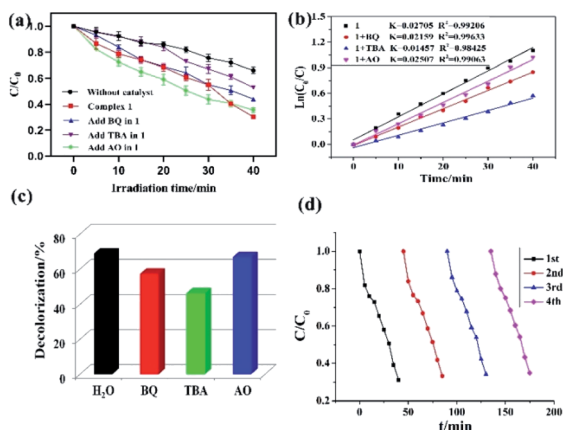 (a)
C/C0
1.0
0.8
0.6
0.4
0.2
0.0
Without catalyst
Complex 1
Add BQ in 1
Add TBA in 1
Add AO in 1
0 10 20 30 40
Irradiation time/min
(b)
Ln(C0/C)
1.5
1.2
0.9
0.6
0.3
0.0
1 K=0.02705 R²=0.99206
1+BQ K=0.02159 R²=0.99633
1+TBA K=0.01457 R²=0.98425
1+AO K=0.02507 R²=0.99063
0 10 20 30 40
Time/min
(c)
Decolorization/%
80
60
40
20
0
H2O BQ TBA AO
(d)
C/C0
1.0
0.8
0.6
0.4
0.2
1st
2nd
3rd
4th
0 50 100 150 200
t/min